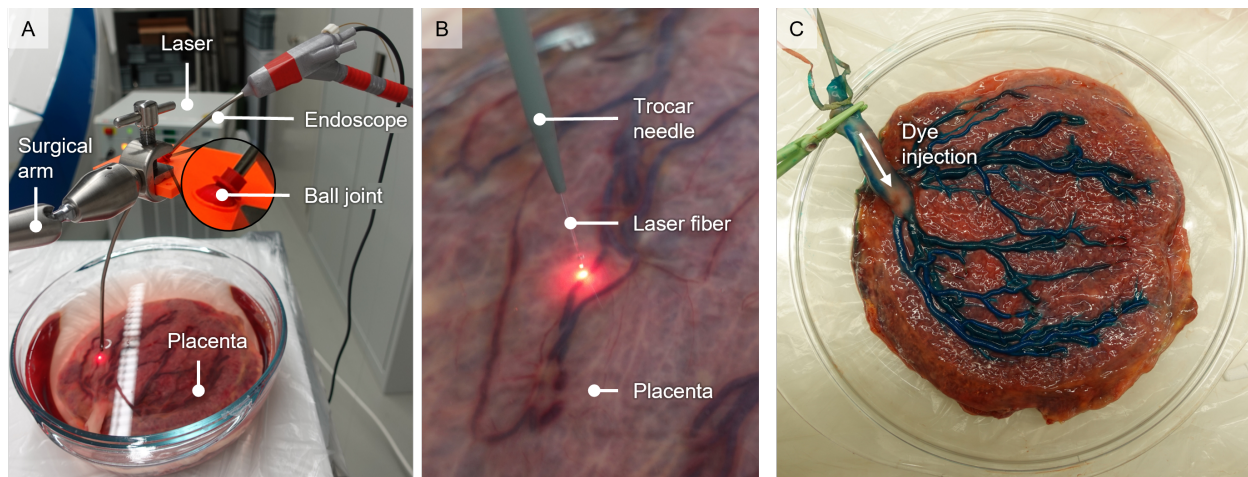 A
Laser
Endoscope
Surgical
arm
Ball joint
Placenta
B
Trocar
needle
Laser fiber
Placenta
C
Dye
injection